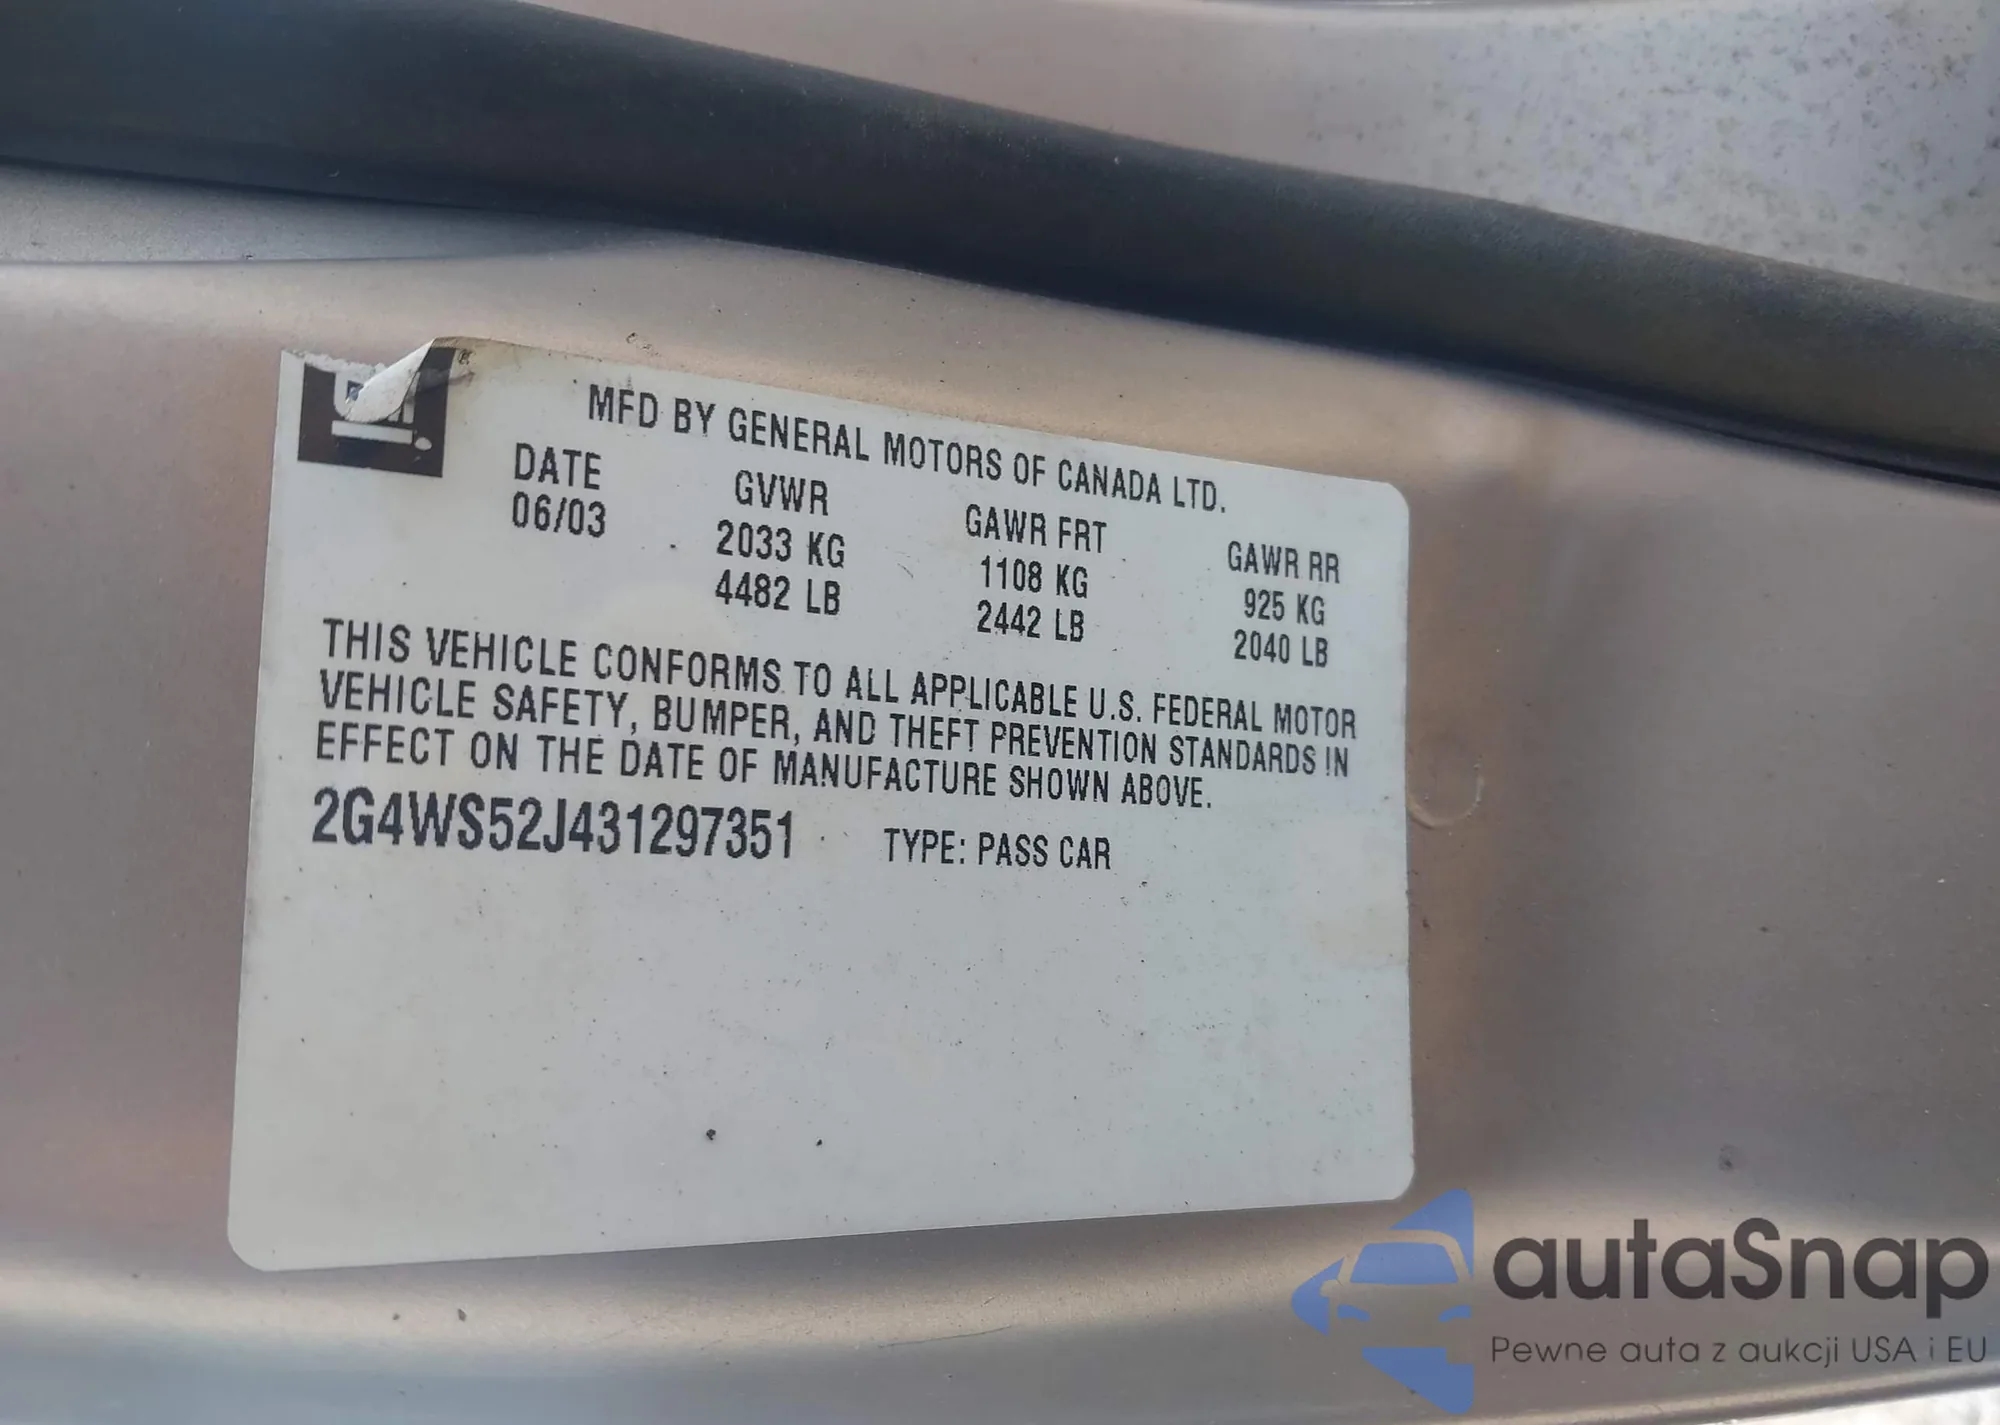 MFD BY GENERAL MOTORS OF CANADA LTD.
DATE GVWR GAWR FRT GAWR RR
06/03 2033 KG 1108 KG 925 KG
4482 LB 2442 LB 2040 LB
THIS VEHICLE CONFORMS TO ALL APPLICABLE U.S. FEDERAL MOTOR
VEHICLE SAFETY, BUMPER, AND THEFT PREVENTION STANDARDS IN
EFFECT ON THE DATE OF MANUFACTURE SHOWN ABOVE.
2G4WS52J431297351 TYPE: PASS CAR
autaSnap
Pewne auta z aukcji USA i EU